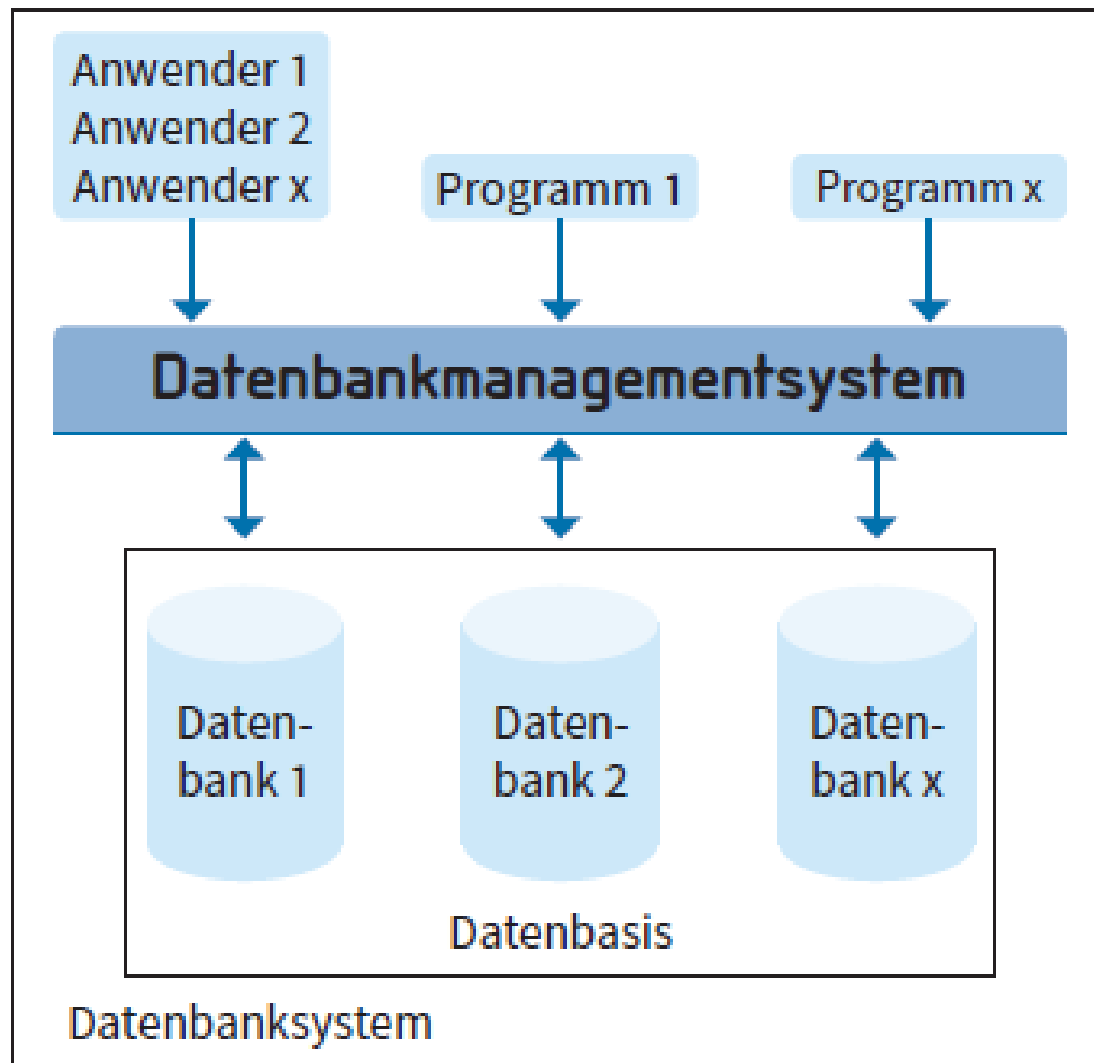 Anwender 1
Anwender 2
Anwender x
Programm 1
Programm x
Datenbankmanagementsystem
Daten-
bank 1
Daten-
bank 2
Daten-
bank x
Datenbasis
Datenbanksystem